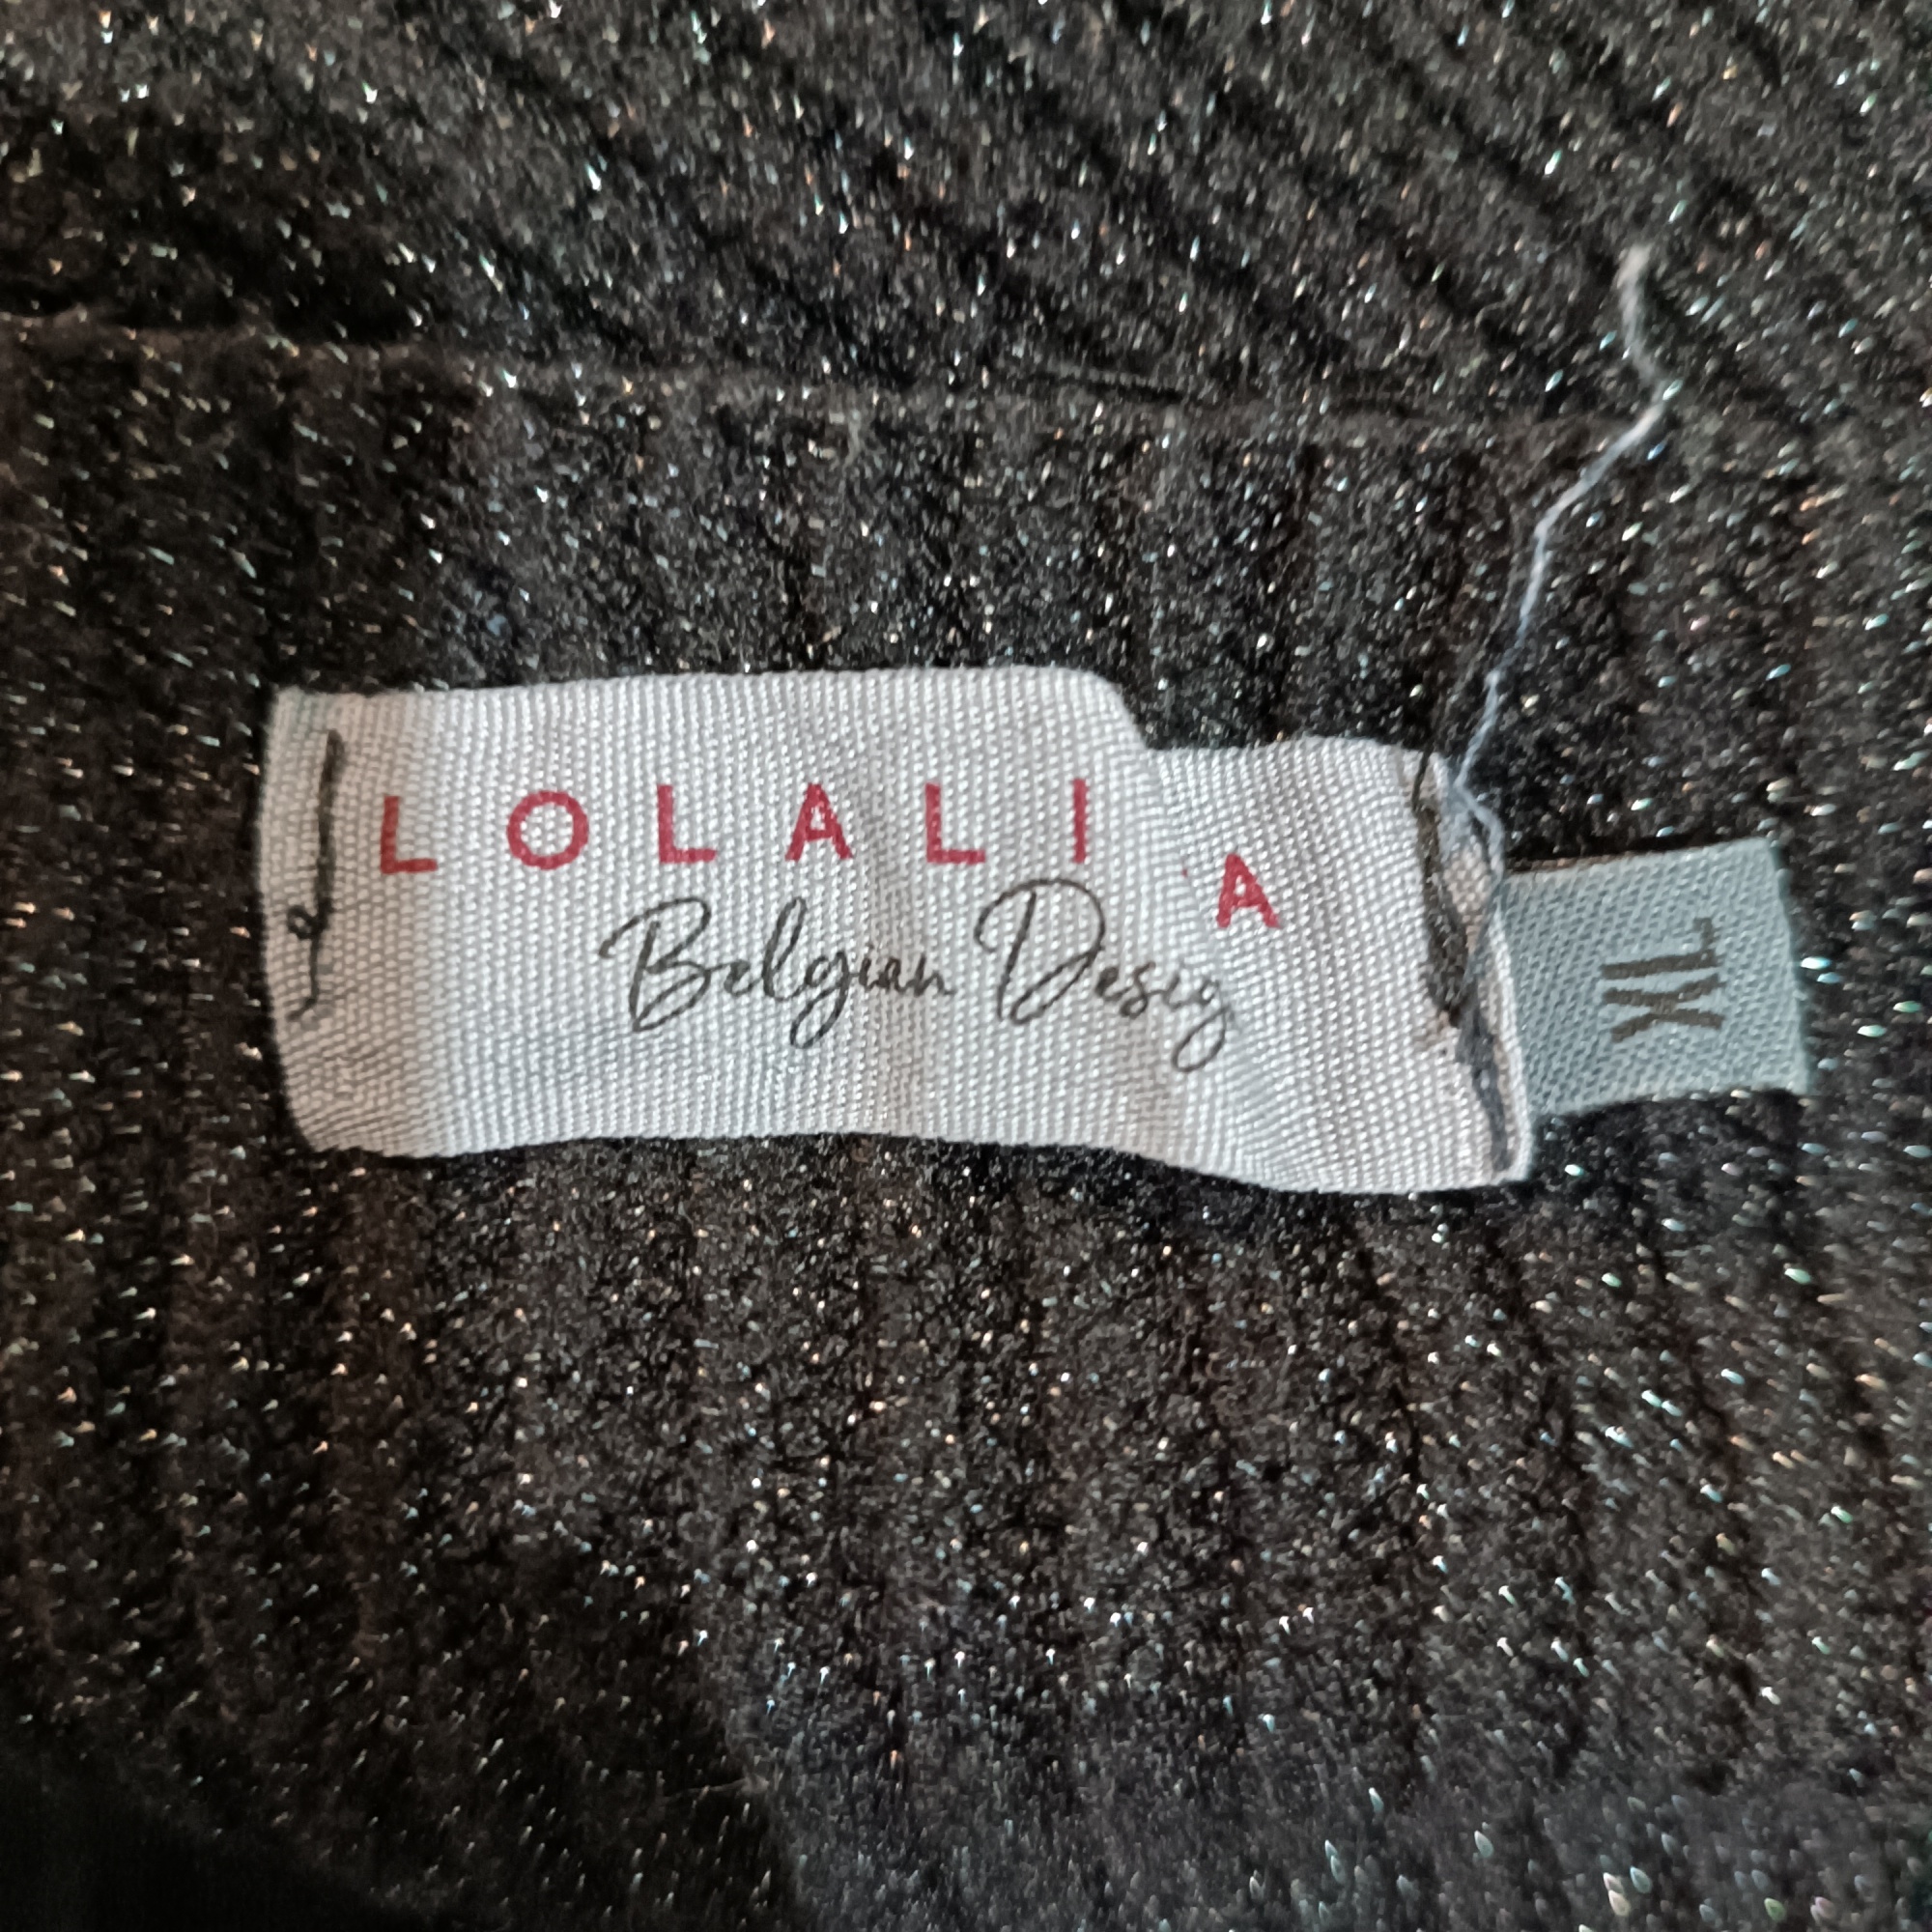 LOLALI A
Belgian Desig
XL